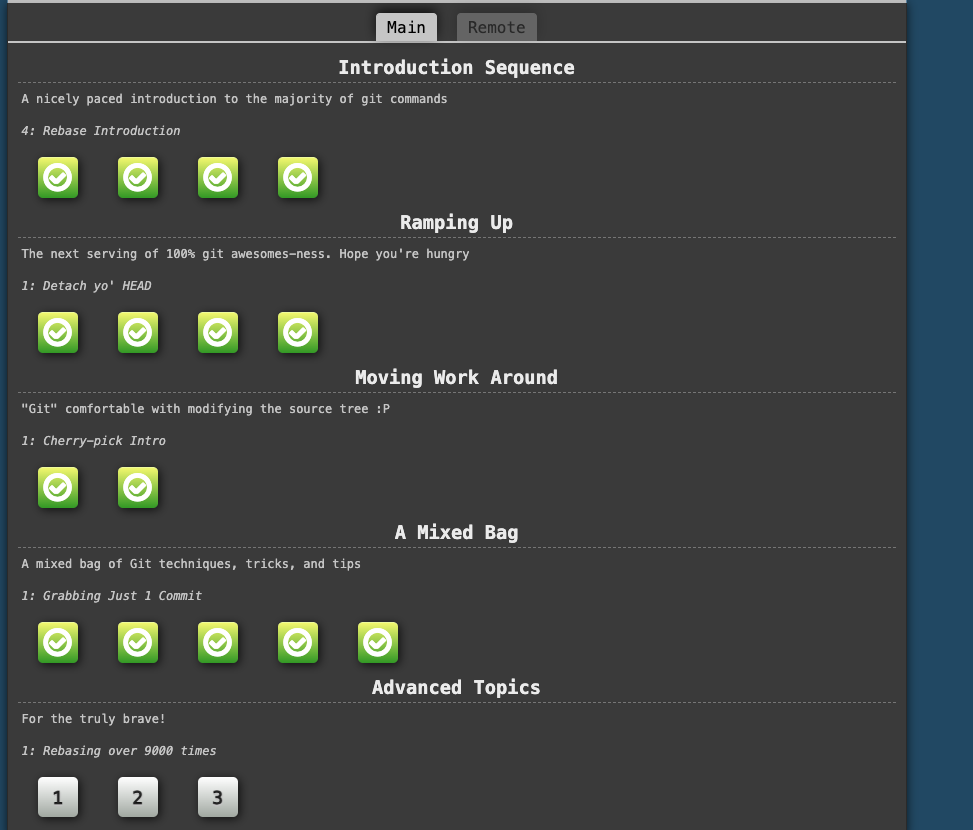 Main Remote
Introduction Sequence
A nicely paced introduction to the majority of git commands
4: Rebase Introduction
Ramping Up
The next serving of 100% git awesomes-ness. Hope you're hungry
1: Detach yo' HEAD
Moving Work Around
"Git" comfortable with modifying the source tree :P
1: Cherry-pick Intro
A Mixed Bag
A mixed bag of Git techniques, tricks, and tips
1: Grabbing Just 1 Commit
Advanced Topics
For the truly brave!
1: Rebasing over 9000 times
1 2 3